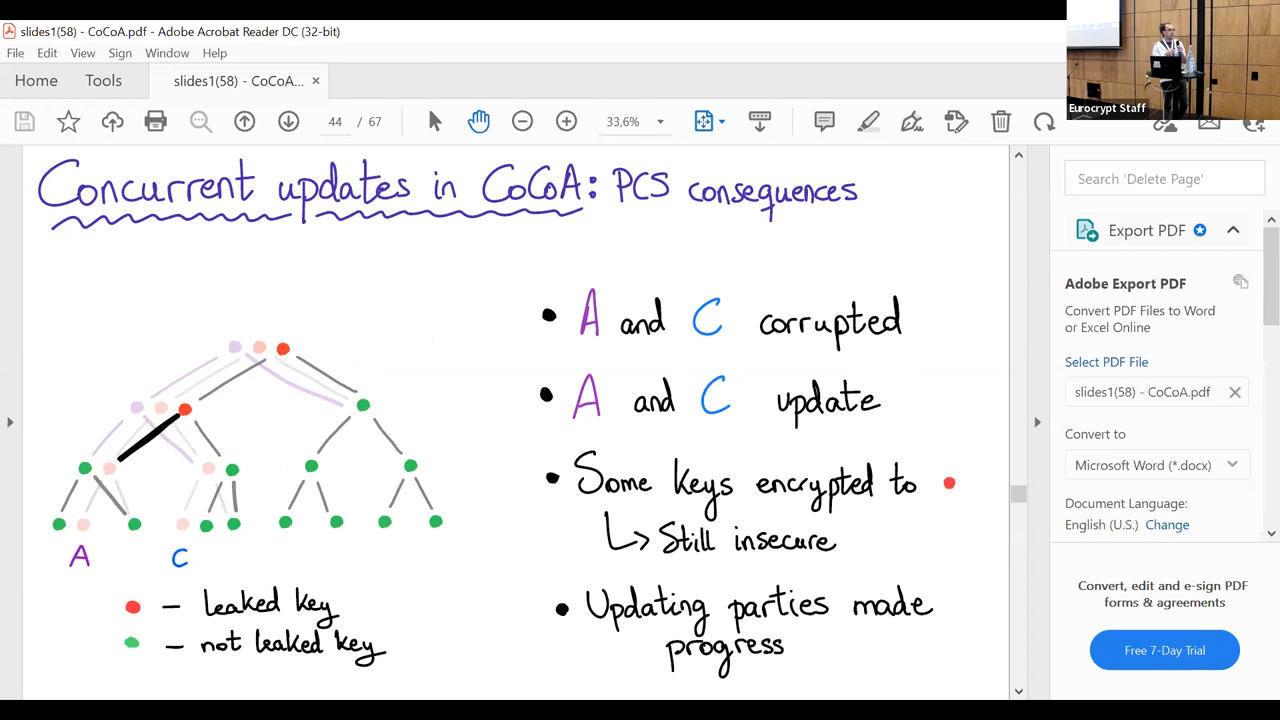 slides1(58) - CoCoA.pdf - Adobe Acrobat Reader DC (32-bit)
File Edit View Sign Window Help
Home Tools slides1(58) - CoCoA... ×
44 / 67 33,6%
Eurocrypt Staff
Concurrent updates in CoCoA: PCS consequences
• A and C corrupted
• A and C update
• Some keys encrypted to
↳ Still insecure
• Updating parties made
progress
A C
– leaked key
– not leaked key
Search 'Delete Page'
Export PDF
Adobe Export PDF
Convert PDF Files to Word
or Excel Online
Select PDF File
slides1(58) - CoCoA.pdf
Convert to
Microsoft Word (*.docx)
Document Language:
English (U.S.) Change
Convert, edit and e-sign PDF
forms & agreements
Free 7-Day Trial